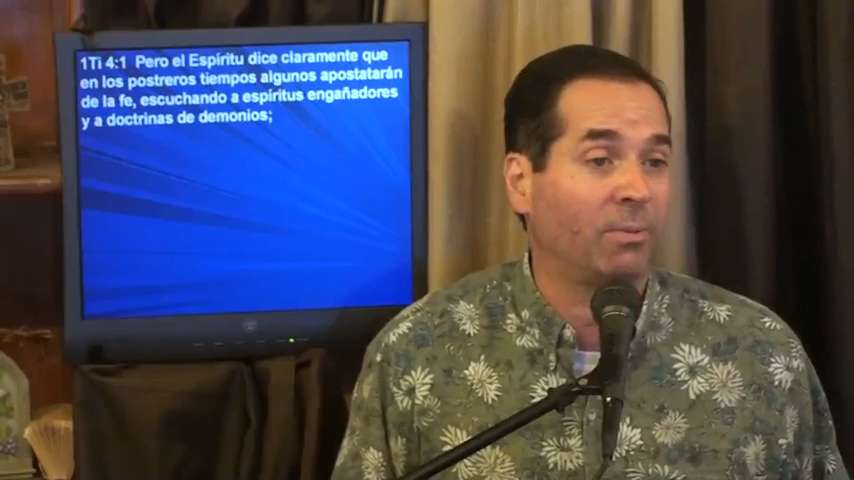 1Ti 4:1 Pero el Espíritu dice claramente que
en los postreros tiempos algunos apostatarán
de la fe, escuchando a espíritus engañadores
y a doctrinas de demonios;